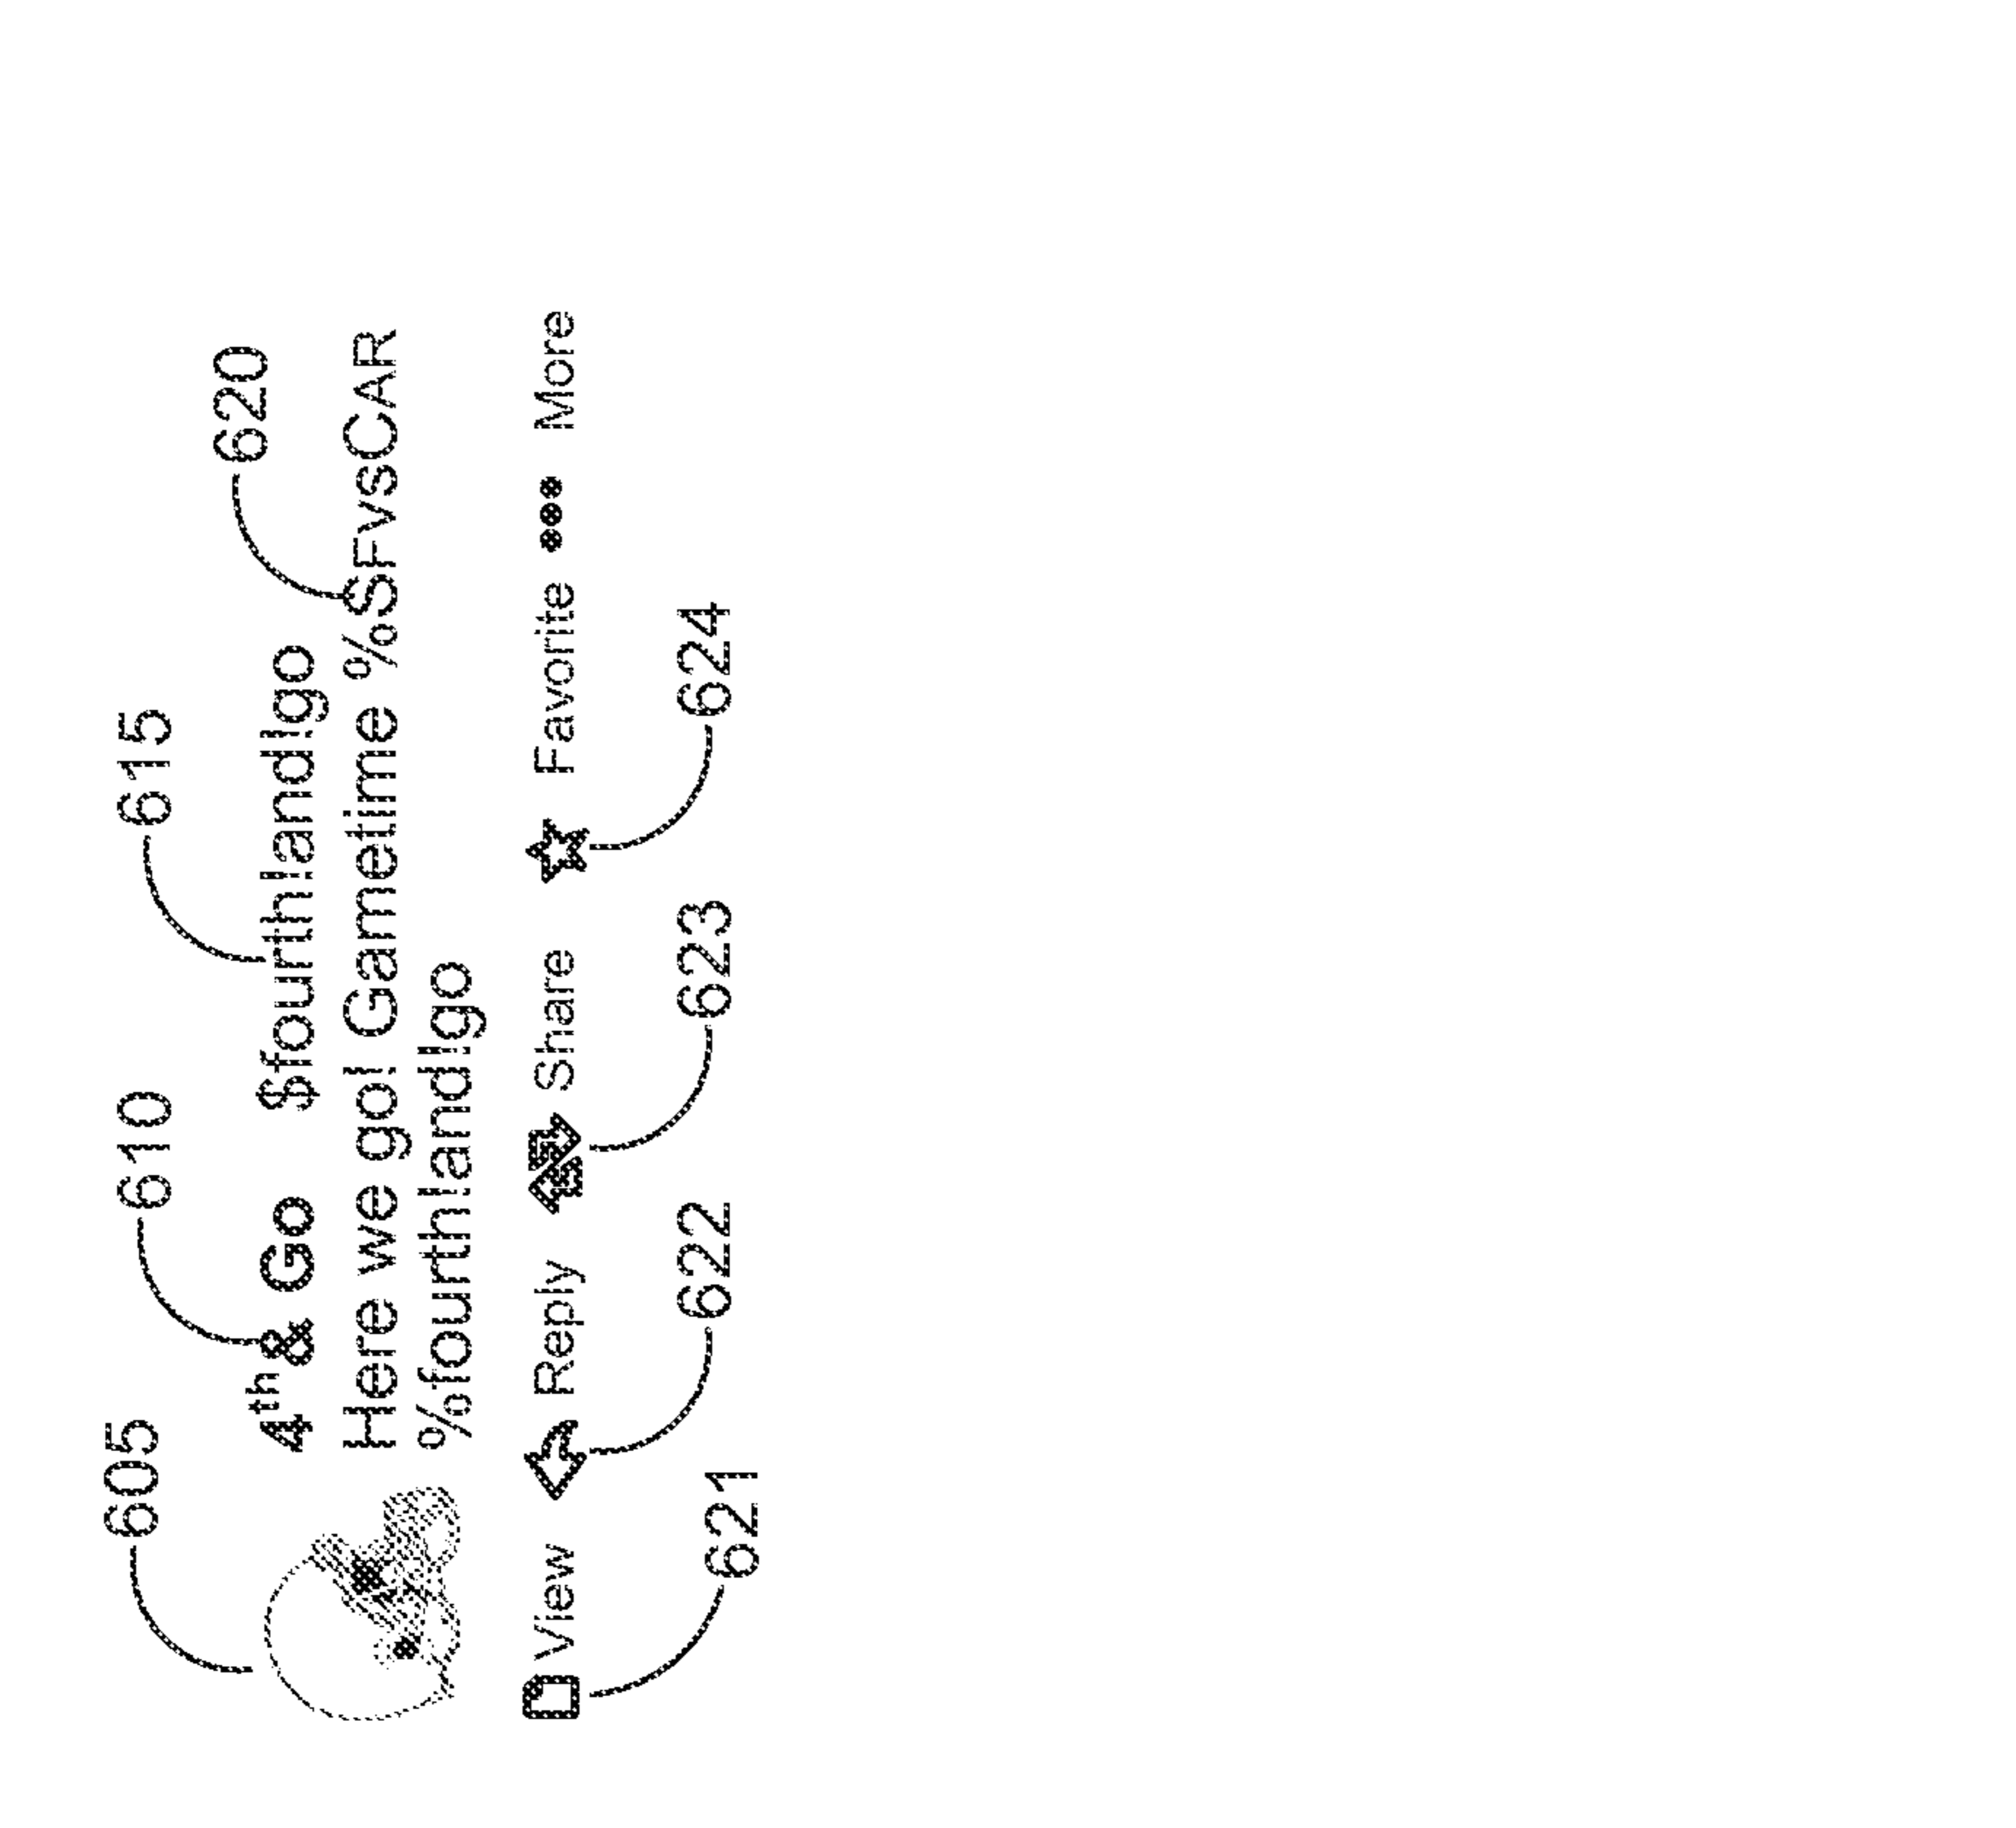 605 610 615 620
4th & Go $fourth!and!go
Here we go! Gametime %SFvsCAR
%fourth!and!go
View Reply Share Favorite More
621 622 623 624